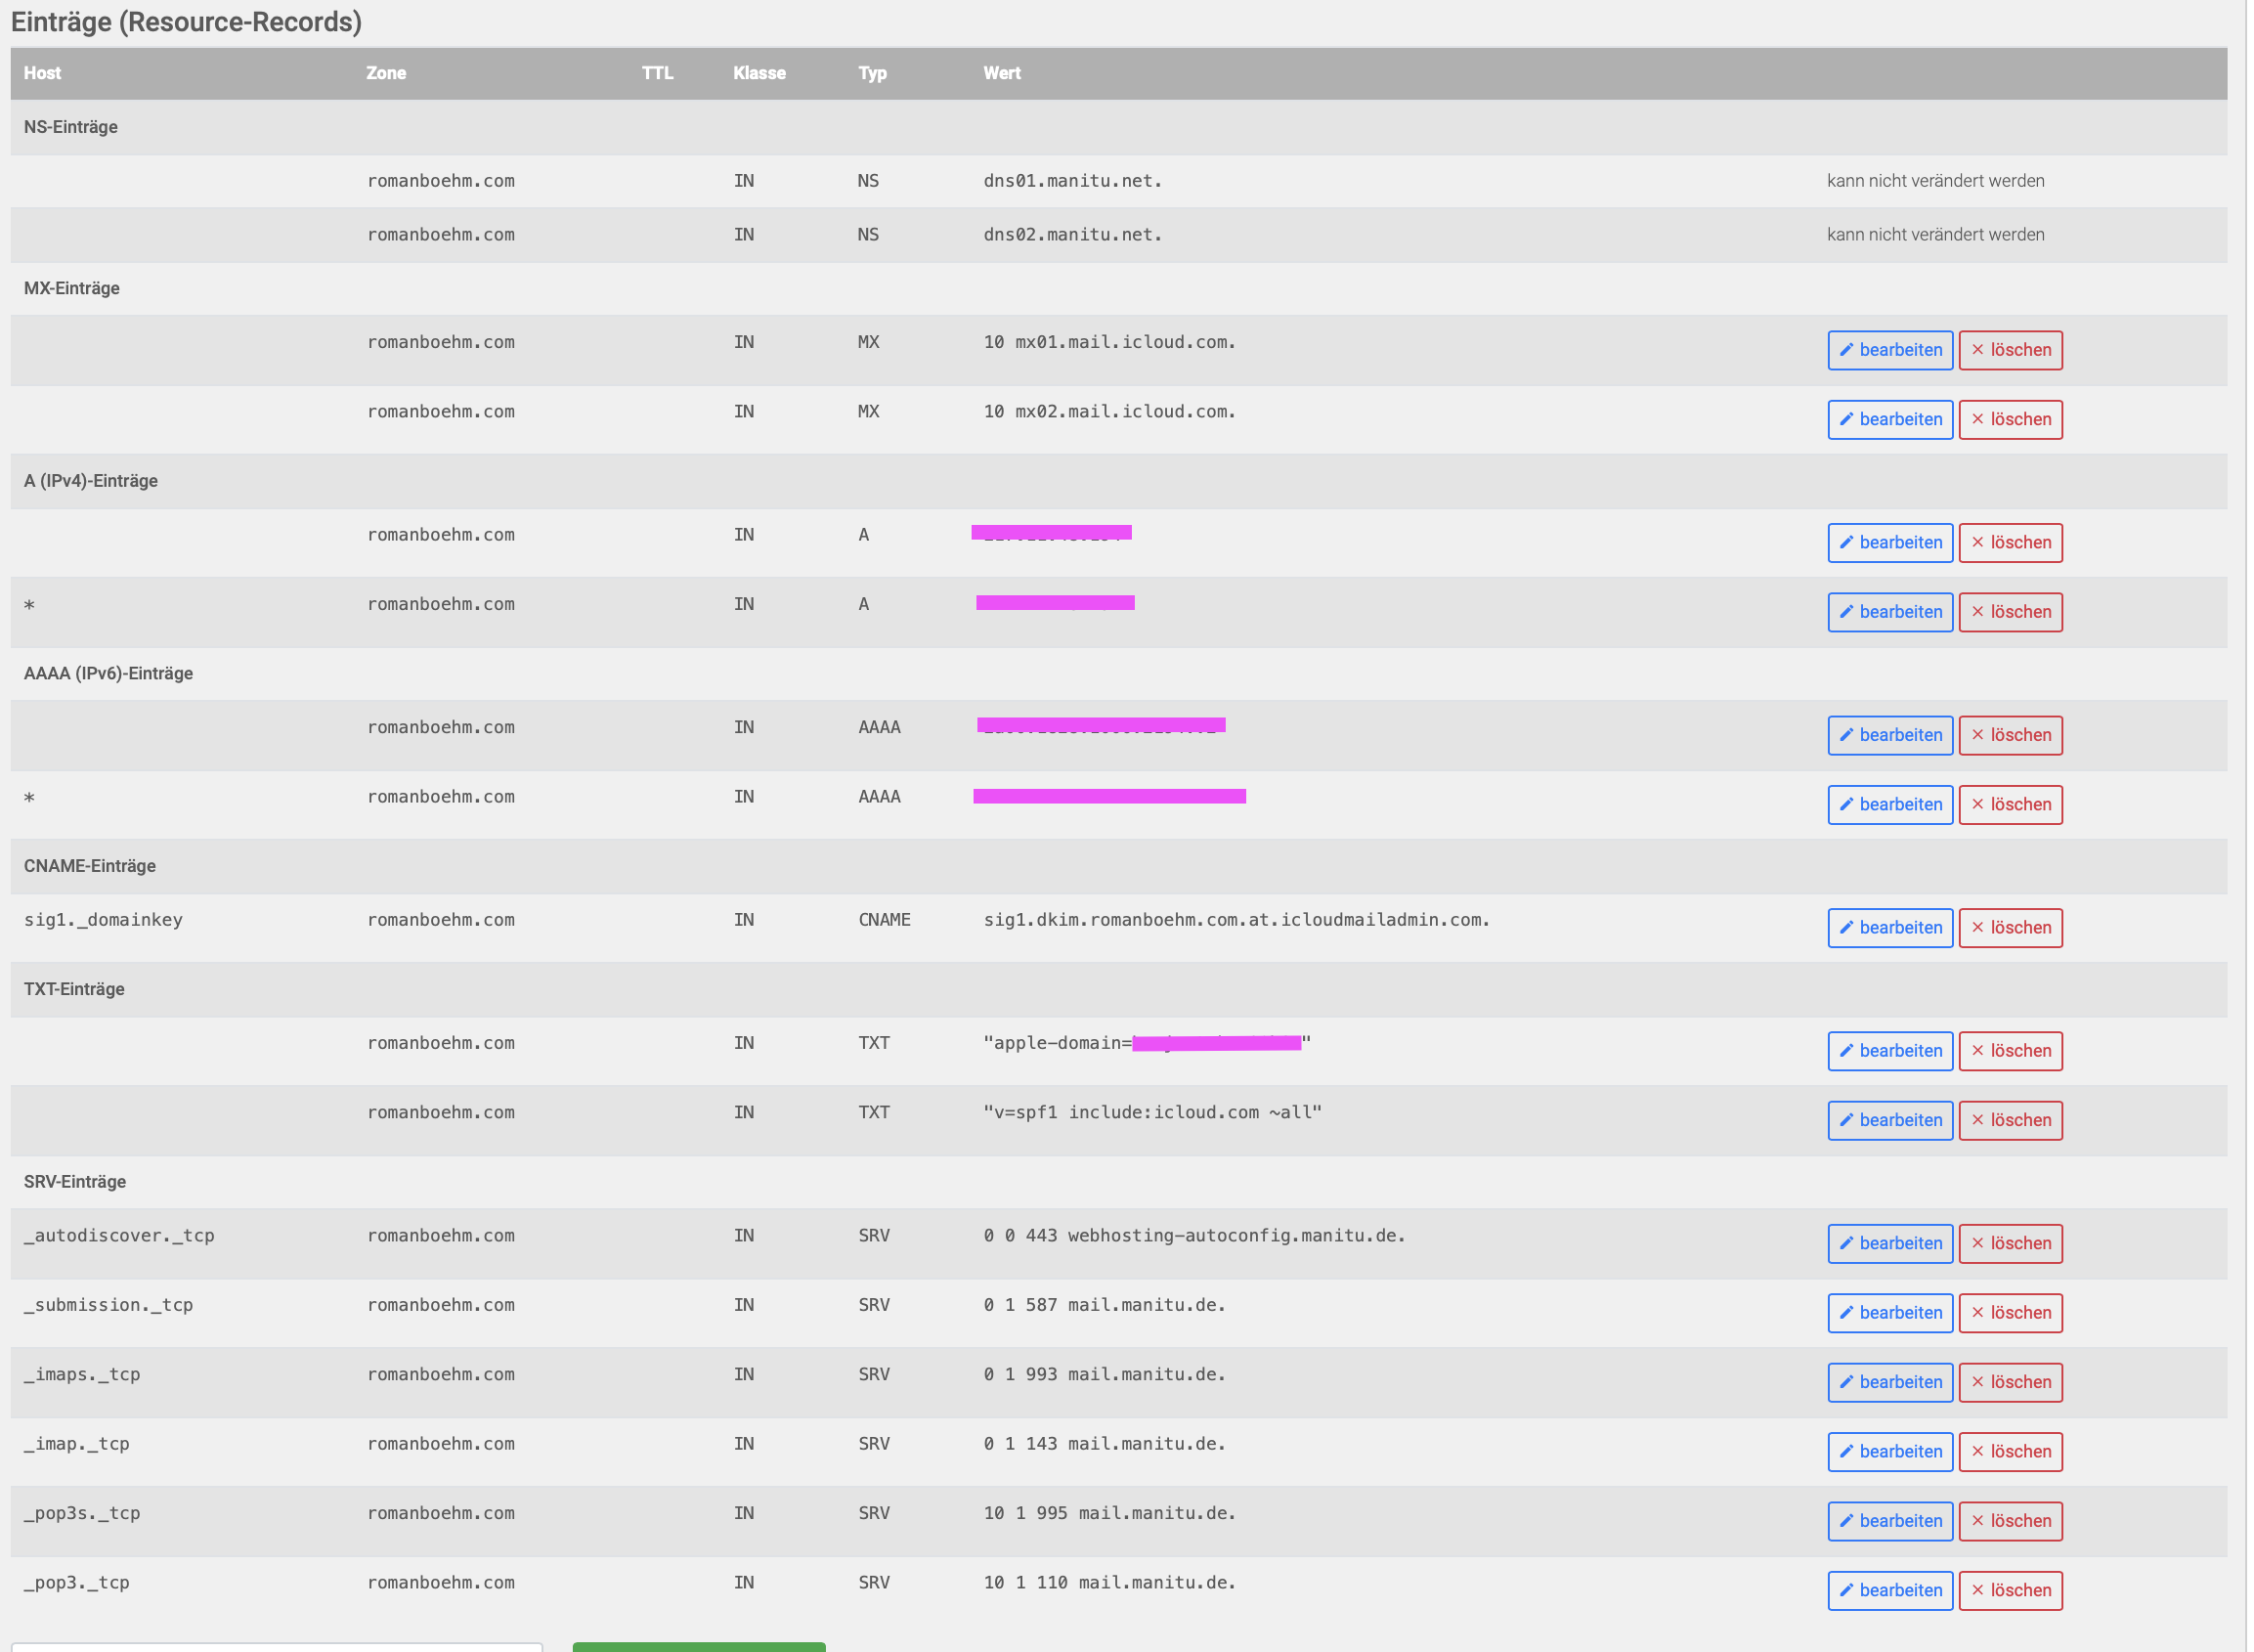 Einträge (Resource-Records)
Host Zone TTL Klasse Typ Wert
NS-Einträge
romanboehm.com IN NS dns01.manitu.net. kann nicht verändert werden
romanboehm.com IN NS dns02.manitu.net. kann nicht verändert werden
MX-Einträge
romanboehm.com IN MX 10 mx01.mail.icloud.com. bearbeiten × löschen
romanboehm.com IN MX 10 mx02.mail.icloud.com. bearbeiten × löschen
A (IPv4)-Einträge
romanboehm.com IN A bearbeiten × löschen
* romanboehm.com IN A bearbeiten × löschen
AAAA (IPv6)-Einträge
romanboehm.com IN AAAA bearbeiten × löschen
* romanboehm.com IN AAAA bearbeiten × löschen
CNAME-Einträge
sig1._domainkey romanboehm.com IN CNAME sig1.dkim.romanboehm.com.at.icloudmailadmin.com. bearbeiten × löschen
TXT-Einträge
romanboehm.com IN TXT "apple-domain=" bearbeiten × löschen
romanboehm.com IN TXT "v=spf1 include:icloud.com ~all" bearbeiten × löschen
SRV-Einträge
_autodiscover._tcp romanboehm.com IN SRV 0 0 443 webhosting-autoconfig.manitu.de. bearbeiten × löschen
_submission._tcp romanboehm.com IN SRV 0 1 587 mail.manitu.de. bearbeiten × löschen
_imaps._tcp romanboehm.com IN SRV 0 1 993 mail.manitu.de. bearbeiten × löschen
_imap._tcp romanboehm.com IN SRV 0 1 143 mail.manitu.de. bearbeiten × löschen
_pop3s._tcp romanboehm.com IN SRV 10 1 995 mail.manitu.de. bearbeiten × löschen
_pop3._tcp romanboehm.com IN SRV 10 1 110 mail.manitu.de. bearbeiten × löschen